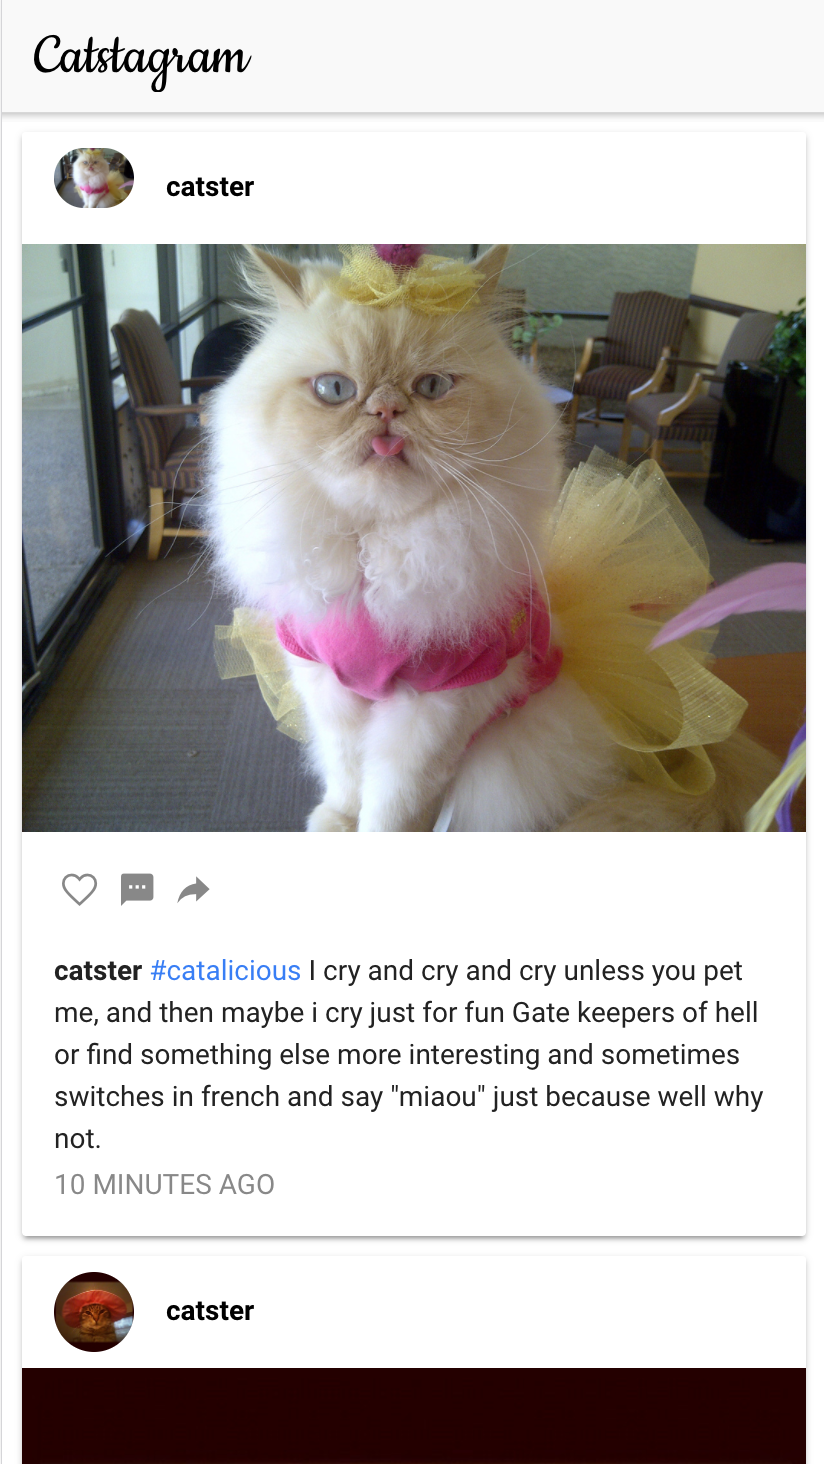 Catstagram
catster
catster #catalicious I cry and cry and cry unless you pet
me, and then maybe i cry just for fun Gate keepers of hell
or find something else more interesting and sometimes
switches in french and say "miaou" just because well why
not.
10 MINUTES AGO
catster